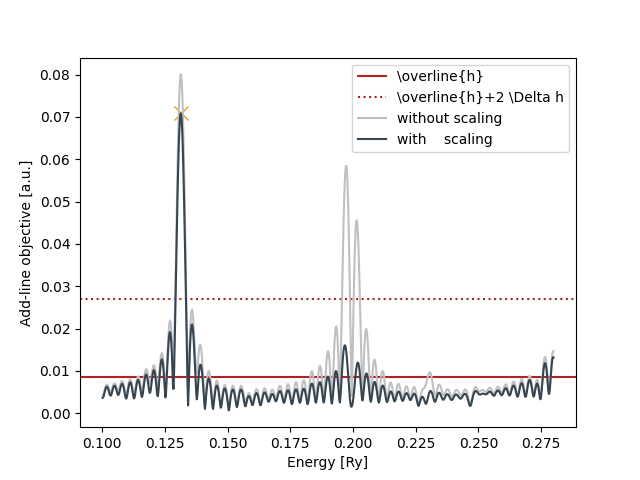 \overline{h}
\overline{h}+2 \Delta h
without scaling
with    scaling
0.08
0.07
0.06
0.05
0.04
0.03
0.02
0.01
0.00
Add-line objective [a.u.]
0.100 0.125 0.150 0.175 0.200 0.225 0.250 0.275
Energy [Ry]